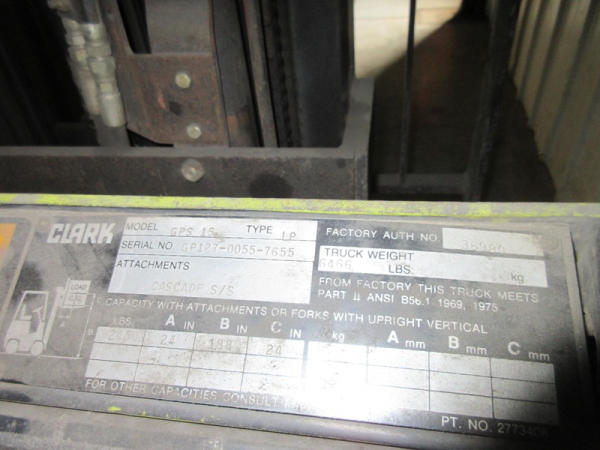 CLARK
MODEL GPS 15 TYPE LP
SERIAL NO GP127-0055-7655
ATTACHMENTS
CASCADE S/S
FACTORY AUTH NO.
TRUCK WEIGHT
LBS. kg
FROM FACTORY THIS TRUCK MEETS
PART II ANSI B56.1 1969, 1975
LOAD
CAPACITY WITH ATTACHMENTS OR FORKS WITH UPRIGHT VERTICAL
LBS A IN B IN C IN kg A mm B mm C mm
24 188 24
FOR OTHER CAPACITIES CONSULT
PT. NO.